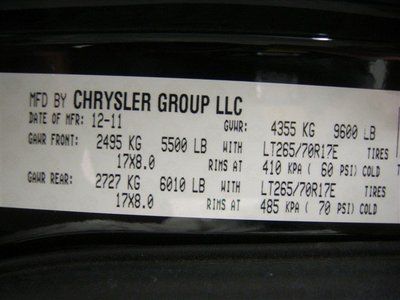 MFD BY CHRYSLER GROUP LLC
DATE OF MFR: 12-11 GVWR: 4355 KG 9600 LB
GAWR FRONT: 2495 KG 5500 LB WITH LT265/70R17E TIRES
17X8.0 RIMS AT 410 KPA ( 60 PSI) COLD
GAWR REAR: 2727 KG 6010 LB WITH LT265/70R17E TIRES
17X8.0 RIMS AT 485 KPA ( 70 PSI) COLD